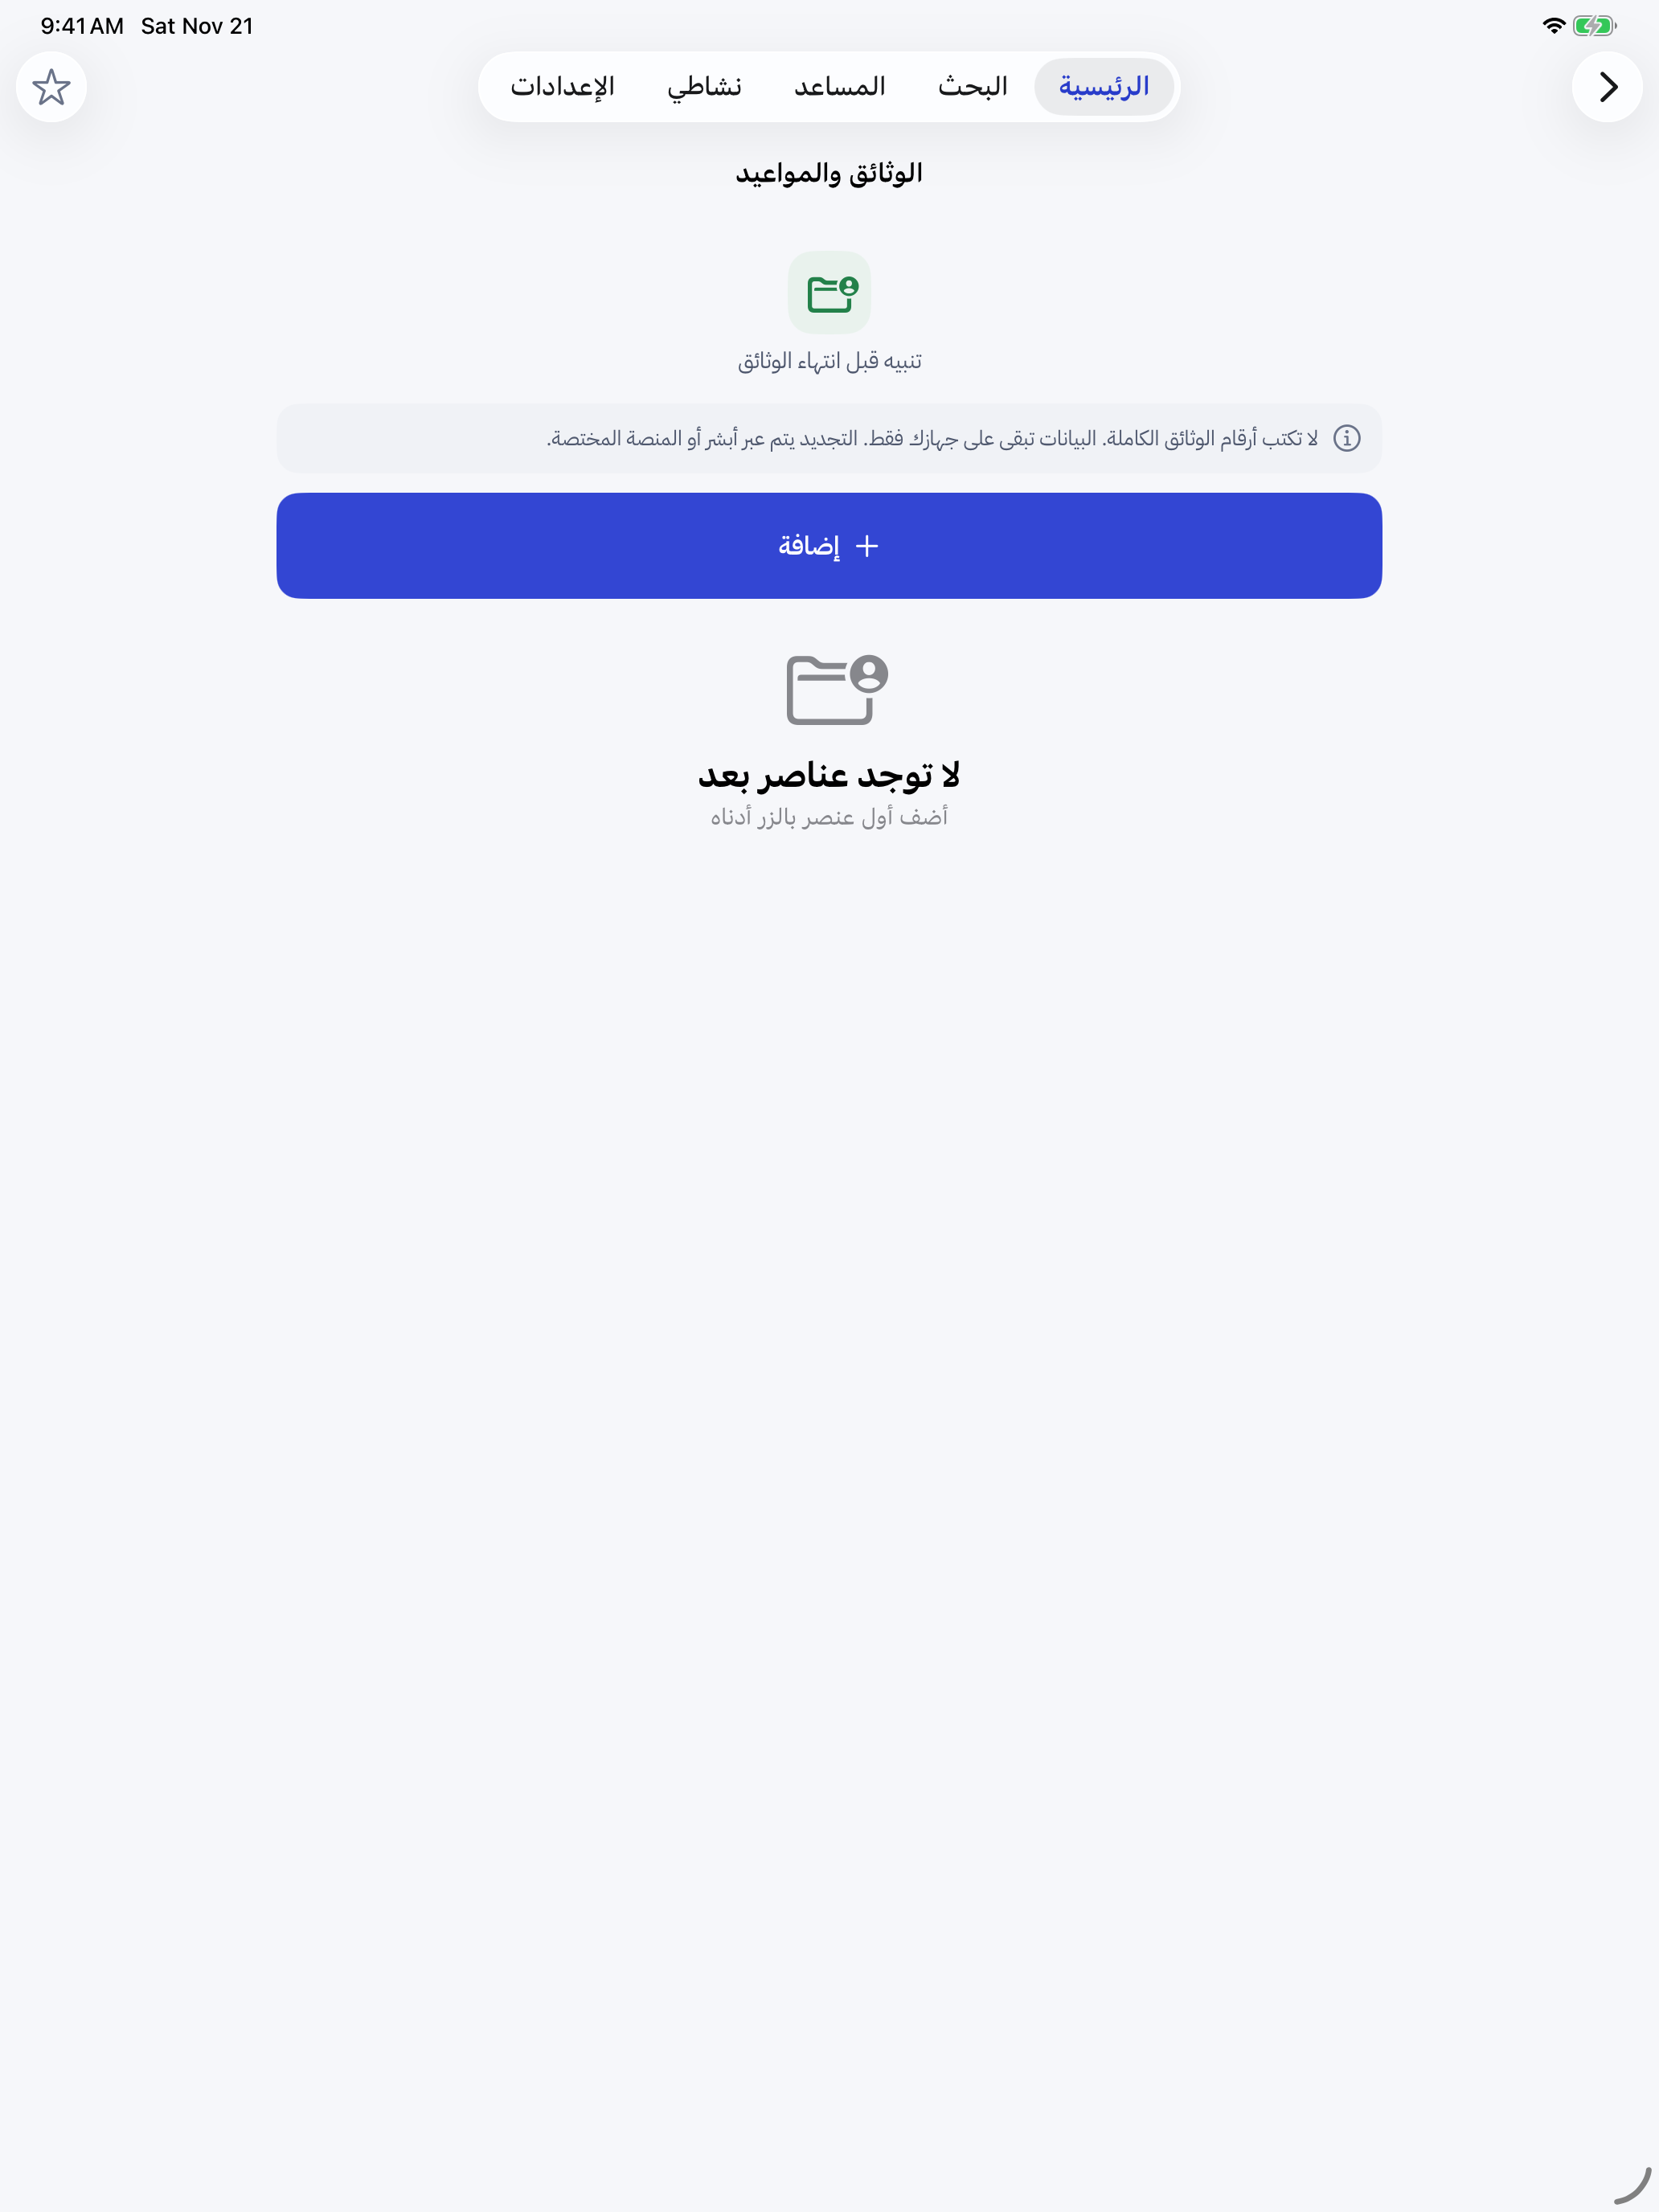 9:41 AM Sat Nov 21
الرئيسية البحث المساعد نشاطي الإعدادات
الوثائق والمواعيد
تنبيه قبل انتهاء الوثائق
لا تكتب أرقام الوثائق الكاملة. البيانات تبقى على جهازك فقط. التجديد يتم عبر أبشر أو المنصة المختصة.
إضافة
لا توجد عناصر بعد
أضف أول عنصر بالزر أدناه